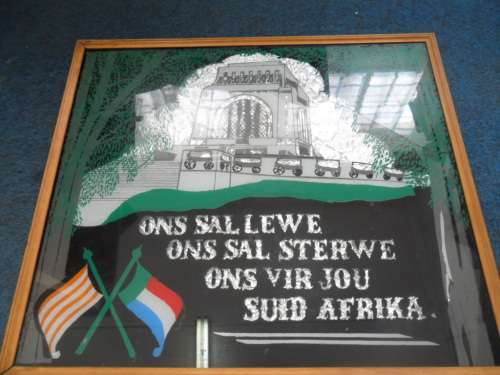 ONS SAL LEWE
ONS SAL STERWE
ONS VIR JOU
SUID AFRIKA.